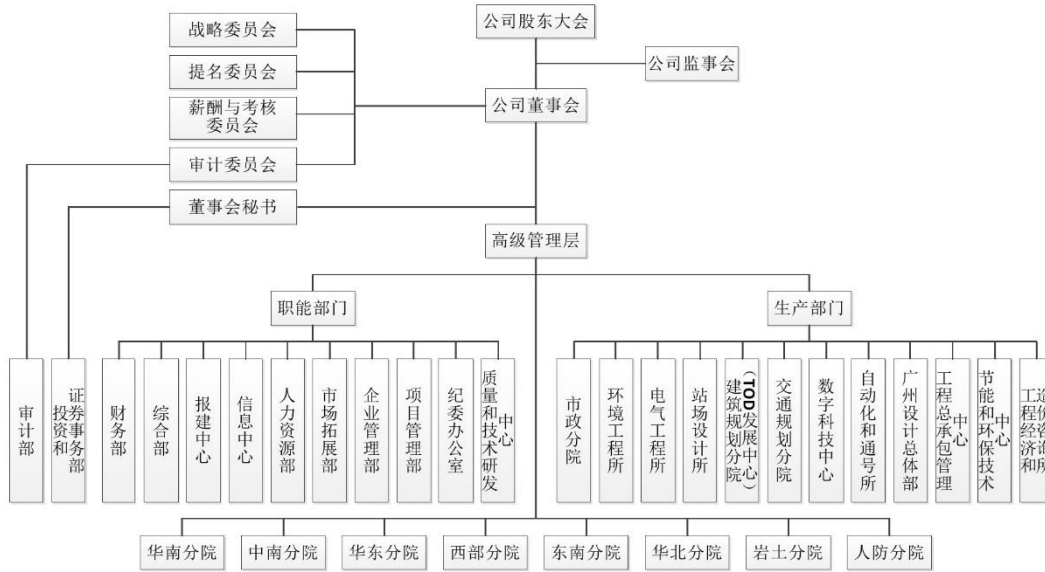 公司股东大会
战略委员会
提名委员会
公司监事会
薪酬与考核
委员会
公司董事会
审计委员会
董事会秘书
高级管理层
职能部门
生产部门
审计部
投资和
证券事务部
财务部
综合部
报建中心
信息中心
人力资源部
市场拓展部
企业管理部
项目管理部
纪委办公室
质量和技术研发
中心
市政分院
环境工程所
电气工程所
站场设计所
建筑规划分院
（TOD发展中心）
交通规划分院
数字科技中心
自动化和通号所
广州设计总体部
工程总承包管理
中心
节能和环保技术
中心
工程经济和
造价咨询所
华南分院
中南分院
华东分院
西部分院
东南分院
华北分院
岩土分院
人防分院